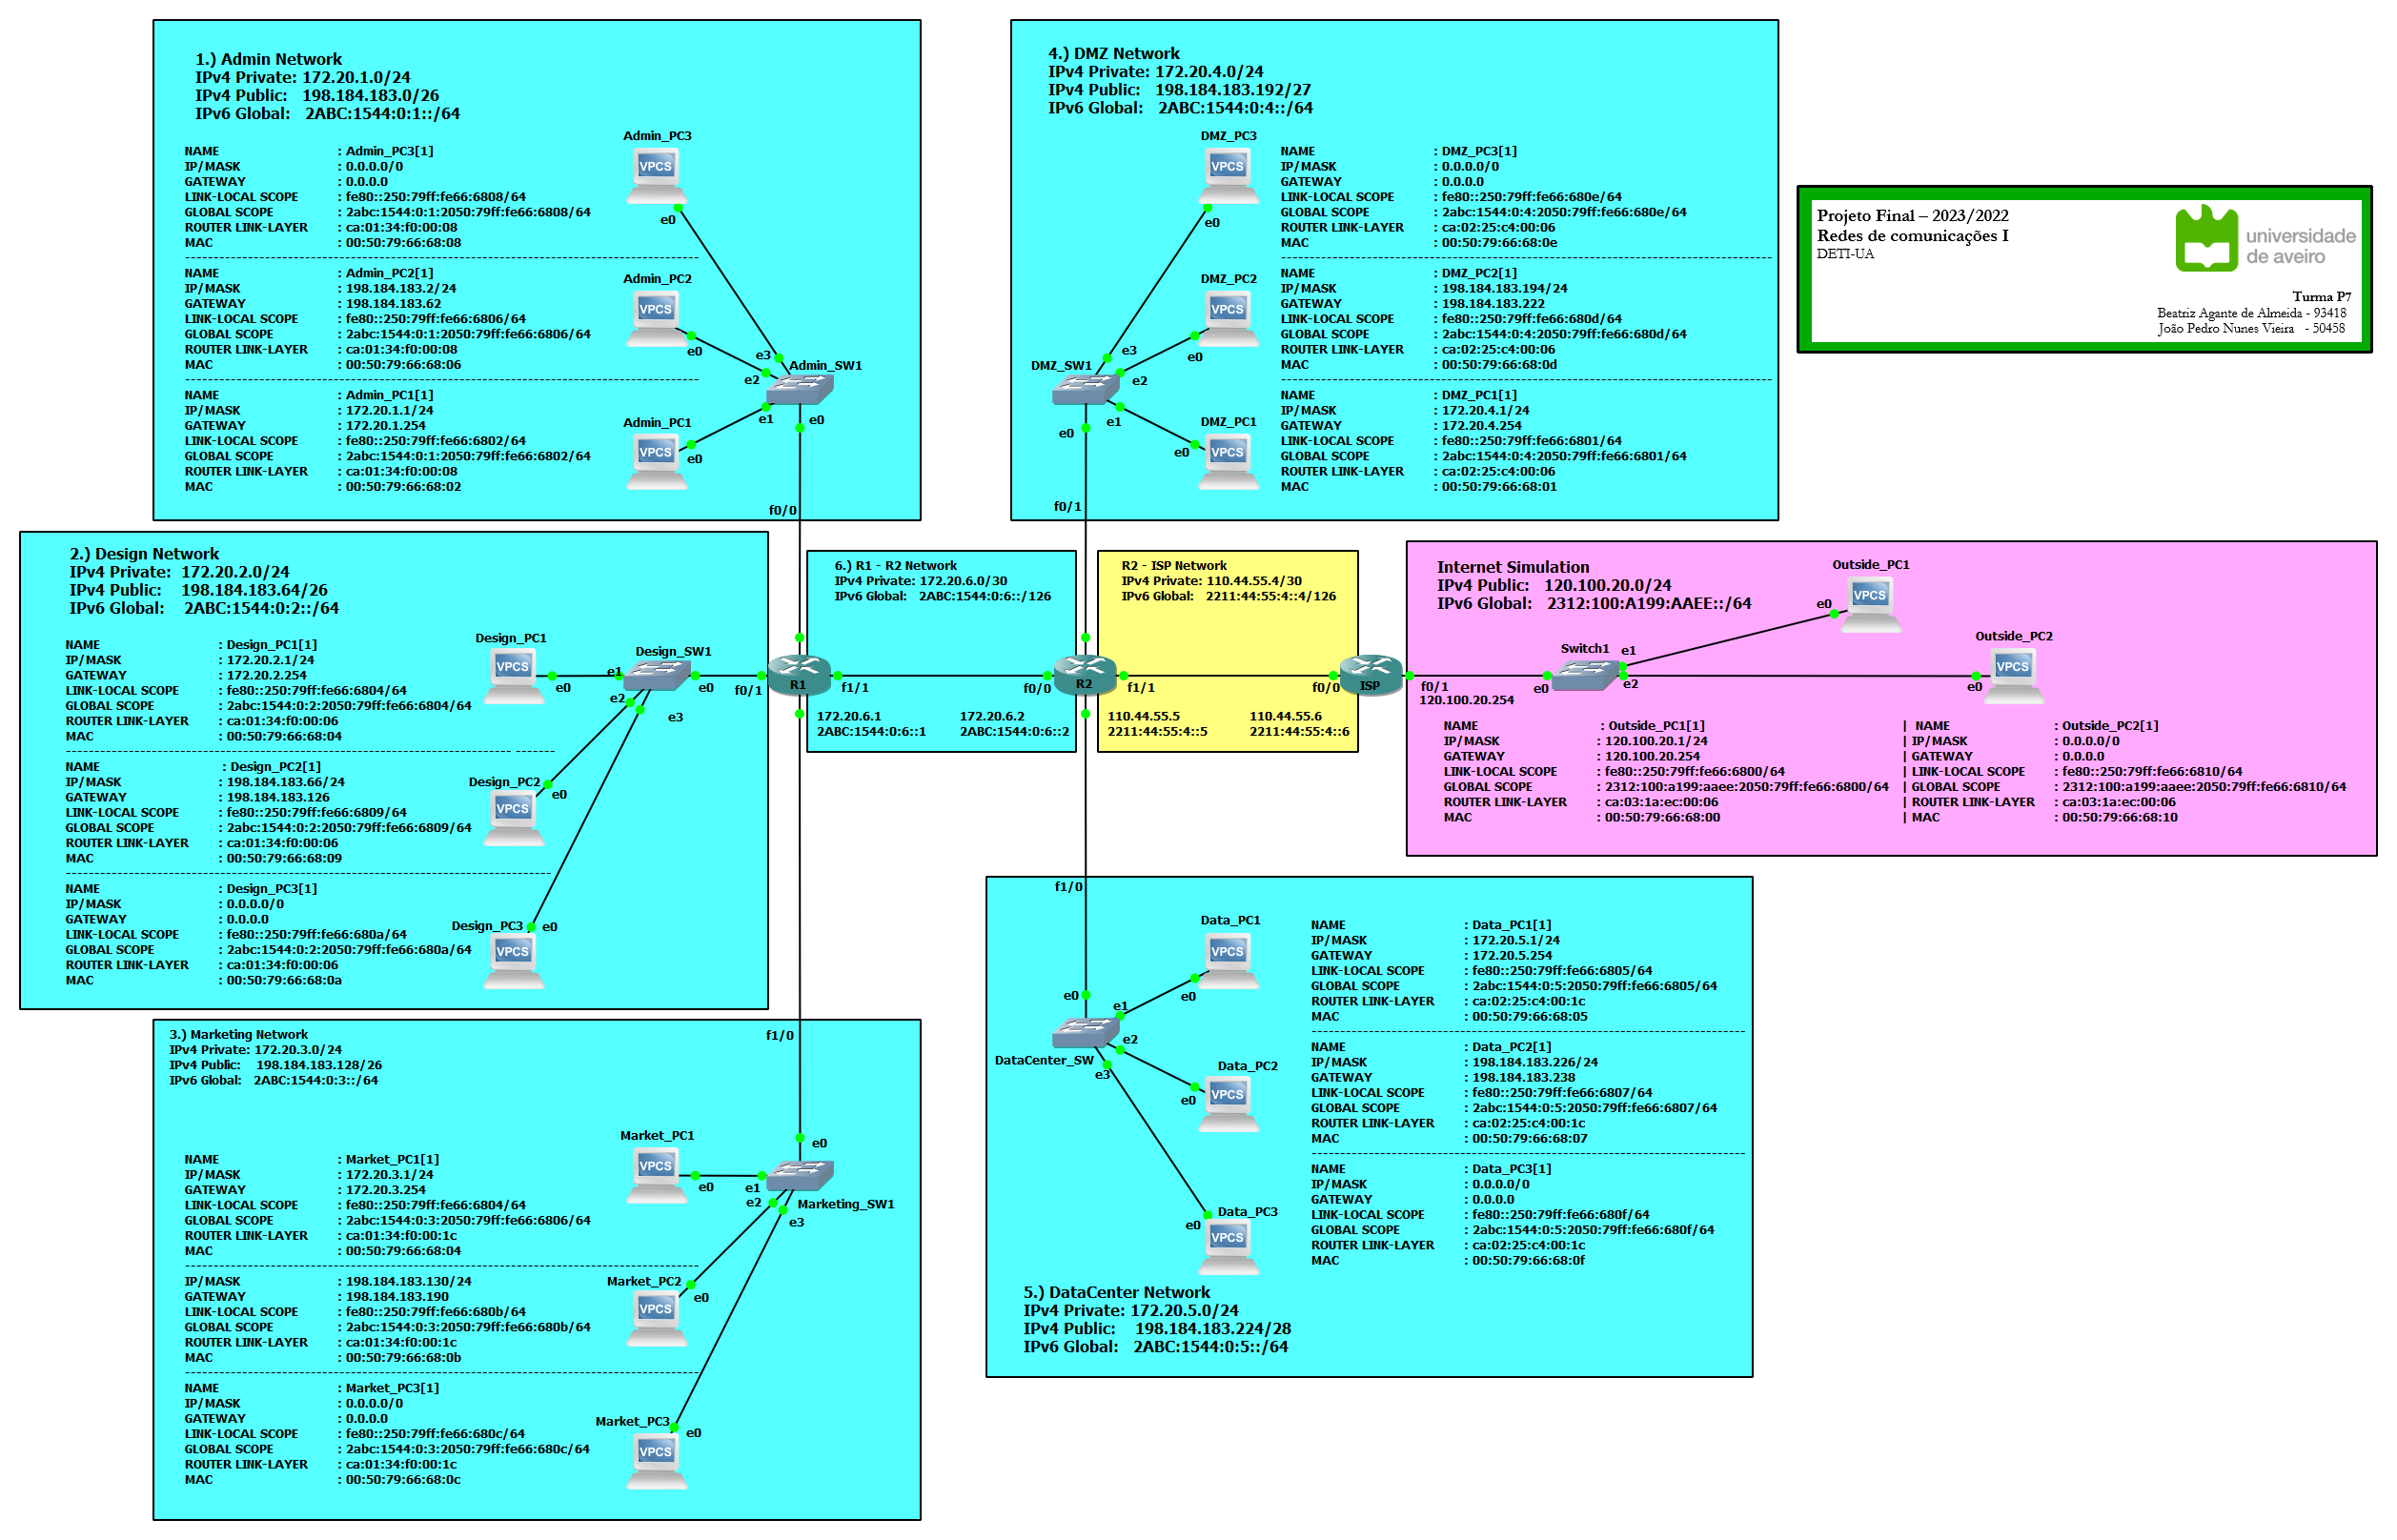 1.) Admin Network
IPv4 Private: 172.20.1.0/24
IPv4 Public:   198.184.183.0/26
IPv6 Global:   2ABC:1544:0:1::/64
Admin_PC3
VPCS
e0
NAME : Admin_PC3[1]
IP/MASK : 0.0.0.0/0
GATEWAY : 0.0.0.0
LINK-LOCAL SCOPE : fe80::250:79ff:fe66:6808/64
GLOBAL SCOPE : 2abc:1544:0:1:2050:79ff:fe66:6808/64
ROUTER LINK-LAYER : ca:01:34:f0:00:08
MAC : 00:50:79:66:68:08
NAME : Admin_PC2[1]
IP/MASK : 198.184.183.2/24
GATEWAY : 198.184.183.62
LINK-LOCAL SCOPE : fe80::250:79ff:fe66:6806/64
GLOBAL SCOPE : 2abc:1544:0:1:2050:79ff:fe66:6806/64
ROUTER LINK-LAYER : ca:01:34:f0:00:08
MAC : 00:50:79:66:68:06
Admin_PC2
VPCS
e0
NAME : Admin_PC1[1]
IP/MASK : 172.20.1.1/24
GATEWAY : 172.20.1.254
LINK-LOCAL SCOPE : fe80::250:79ff:fe66:6802/64
GLOBAL SCOPE : 2abc:1544:0:1:2050:79ff:fe66:6802/64
ROUTER LINK-LAYER : ca:01:34:f0:00:08
MAC : 00:50:79:66:68:02
Admin_PC1
VPCS
e0
e3
Admin_SW1
e2
e1
e0
f0/0
4.) DMZ Network
IPv4 Private: 172.20.4.0/24
IPv4 Public:   198.184.183.192/27
IPv6 Global:   2ABC:1544:0:4::/64
DMZ_PC3
VPCS
e0
NAME : DMZ_PC3[1]
IP/MASK : 0.0.0.0/0
GATEWAY : 0.0.0.0
LINK-LOCAL SCOPE : fe80::250:79ff:fe66:680e/64
GLOBAL SCOPE : 2abc:1544:0:4:2050:79ff:fe66:680e/64
ROUTER LINK-LAYER : ca:02:25:c4:00:06
MAC : 00:50:79:66:68:0e
DMZ_PC2
VPCS
e0
NAME : DMZ_PC2[1]
IP/MASK : 198.184.183.194/24
GATEWAY : 198.184.183.222
LINK-LOCAL SCOPE : fe80::250:79ff:fe66:680d/64
GLOBAL SCOPE : 2abc:1544:0:4:2050:79ff:fe66:680d/64
ROUTER LINK-LAYER : ca:02:25:c4:00:06
MAC : 00:50:79:66:68:0d
DMZ_PC1
VPCS
e0
NAME : DMZ_PC1[1]
IP/MASK : 172.20.4.1/24
GATEWAY : 172.20.4.254
LINK-LOCAL SCOPE : fe80::250:79ff:fe66:6801/64
GLOBAL SCOPE : 2abc:1544:0:4:2050:79ff:fe66:6801/64
ROUTER LINK-LAYER : ca:02:25:c4:00:06
MAC : 00:50:79:66:68:01
DMZ_SW1
e3
e2
e1
e0
f0/1
Projeto Final – 2023/2022
Redes de comunicações I
DETI-UA
universidade
de aveiro
Turma P7
Beatriz Agante de Almeida - 93418
João Pedro Nunes Vieira   - 50458
2.) Design Network
IPv4 Private:  172.20.2.0/24
IPv4 Public:    198.184.183.64/26
IPv6 Global:    2ABC:1544:0:2::/64
NAME : Design_PC1[1]
IP/MASK : 172.20.2.1/24
GATEWAY : 172.20.2.254
LINK-LOCAL SCOPE : fe80::250:79ff:fe66:6804/64
GLOBAL SCOPE : 2abc:1544:0:2:2050:79ff:fe66:6804/64
ROUTER LINK-LAYER : ca:01:34:f0:00:06
MAC : 00:50:79:66:68:04
Design_PC1
VPCS
e0
NAME : Design_PC2[1]
IP/MASK : 198.184.183.66/24
GATEWAY : 198.184.183.126
LINK-LOCAL SCOPE : fe80::250:79ff:fe66:6809/64
GLOBAL SCOPE : 2abc:1544:0:2:2050:79ff:fe66:6809/64
ROUTER LINK-LAYER : ca:01:34:f0:00:06
MAC : 00:50:79:66:68:09
Design_PC2
VPCS
e0
NAME : Design_PC3[1]
IP/MASK : 0.0.0.0/0
GATEWAY : 0.0.0.0
LINK-LOCAL SCOPE : fe80::250:79ff:fe66:680a/64
GLOBAL SCOPE : 2abc:1544:0:2:2050:79ff:fe66:680a/64
ROUTER LINK-LAYER : ca:01:34:f0:00:06
MAC : 00:50:79:66:68:0a
Design_PC3
VPCS
e0
Design_SW1
e1
e2
e3
e0
f0/1
R1
6.) R1 - R2 Network
IPv4 Private: 172.20.6.0/30
IPv6 Global:   2ABC:1544:0:6::/126
f1/1
f0/0
172.20.6.1
2ABC:1544:0:6::1
172.20.6.2
2ABC:1544:0:6::2
R2
R2 - ISP Network
IPv4 Private: 110.44.55.4/30
IPv6 Global:   2211:44:55:4::4/126
f1/1
f0/0
110.44.55.5
2211:44:55:4::5
110.44.55.6
2211:44:55:4::6
ISP
Internet Simulation
IPv4 Public:   120.100.20.0/24
IPv6 Global:   2312:100:A199:AAEE::/64
Outside_PC1
VPCS
e0
Outside_PC2
VPCS
e0
Switch1
e1
e2
e0
f0/1
120.100.20.254
NAME : Outside_PC1[1] | NAME : Outside_PC2[1]
IP/MASK : 120.100.20.1/24 | IP/MASK : 0.0.0.0/0
GATEWAY : 120.100.20.254 | GATEWAY : 0.0.0.0
LINK-LOCAL SCOPE : fe80::250:79ff:fe66:6800/64 | LINK-LOCAL SCOPE : fe80::250:79ff:fe66:6810/64
GLOBAL SCOPE : 2312:100:a199:aaee:2050:79ff:fe66:6800/64 | GLOBAL SCOPE : 2312:100:a199:aaee:2050:79ff:fe66:6810/64
ROUTER LINK-LAYER : ca:03:1a:ec:00:06 | ROUTER LINK-LAYER : ca:03:1a:ec:00:06
MAC : 00:50:79:66:68:00 | MAC : 00:50:79:66:68:10
3.) Marketing Network
IPv4 Private: 172.20.3.0/24
IPv4 Public:    198.184.183.128/26
IPv6 Global:   2ABC:1544:0:3::/64
f1/0
e0
Market_PC1
VPCS
e0
e1
e2
e3
Marketing_SW1
NAME : Market_PC1[1]
IP/MASK : 172.20.3.1/24
GATEWAY : 172.20.3.254
LINK-LOCAL SCOPE : fe80::250:79ff:fe66:6804/64
GLOBAL SCOPE : 2abc:1544:0:3:2050:79ff:fe66:6806/64
ROUTER LINK-LAYER : ca:01:34:f0:00:1c
MAC : 00:50:79:66:68:04
IP/MASK : 198.184.183.130/24
GATEWAY : 198.184.183.190
LINK-LOCAL SCOPE : fe80::250:79ff:fe66:680b/64
GLOBAL SCOPE : 2abc:1544:0:3:2050:79ff:fe66:680b/64
ROUTER LINK-LAYER : ca:01:34:f0:00:1c
MAC : 00:50:79:66:68:0b
Market_PC2
VPCS
e0
NAME : Market_PC3[1]
IP/MASK : 0.0.0.0/0
GATEWAY : 0.0.0.0
LINK-LOCAL SCOPE : fe80::250:79ff:fe66:680c/64
GLOBAL SCOPE : 2abc:1544:0:3:2050:79ff:fe66:680c/64
ROUTER LINK-LAYER : ca:01:34:f0:00:1c
MAC : 00:50:79:66:68:0c
Market_PC3
VPCS
e0
f1/0
Data_PC1
VPCS
e0
NAME : Data_PC1[1]
IP/MASK : 172.20.5.1/24
GATEWAY : 172.20.5.254
LINK-LOCAL SCOPE : fe80::250:79ff:fe66:6805/64
GLOBAL SCOPE : 2abc:1544:0:5:2050:79ff:fe66:6805/64
ROUTER LINK-LAYER : ca:02:25:c4:00:1c
MAC : 00:50:79:66:68:05
e0
e1
e2
e3
DataCenter_SW
Data_PC2
VPCS
e0
NAME : Data_PC2[1]
IP/MASK : 198.184.183.226/24
GATEWAY : 198.184.183.238
LINK-LOCAL SCOPE : fe80::250:79ff:fe66:6807/64
GLOBAL SCOPE : 2abc:1544:0:5:2050:79ff:fe66:6807/64
ROUTER LINK-LAYER : ca:02:25:c4:00:1c
MAC : 00:50:79:66:68:07
Data_PC3
VPCS
e0
NAME : Data_PC3[1]
IP/MASK : 0.0.0.0/0
GATEWAY : 0.0.0.0
LINK-LOCAL SCOPE : fe80::250:79ff:fe66:680f/64
GLOBAL SCOPE : 2abc:1544:0:5:2050:79ff:fe66:680f/64
ROUTER LINK-LAYER : ca:02:25:c4:00:1c
MAC : 00:50:79:66:68:0f
5.) DataCenter Network
IPv4 Private: 172.20.5.0/24
IPv4 Public:    198.184.183.224/28
IPv6 Global:   2ABC:1544:0:5::/64